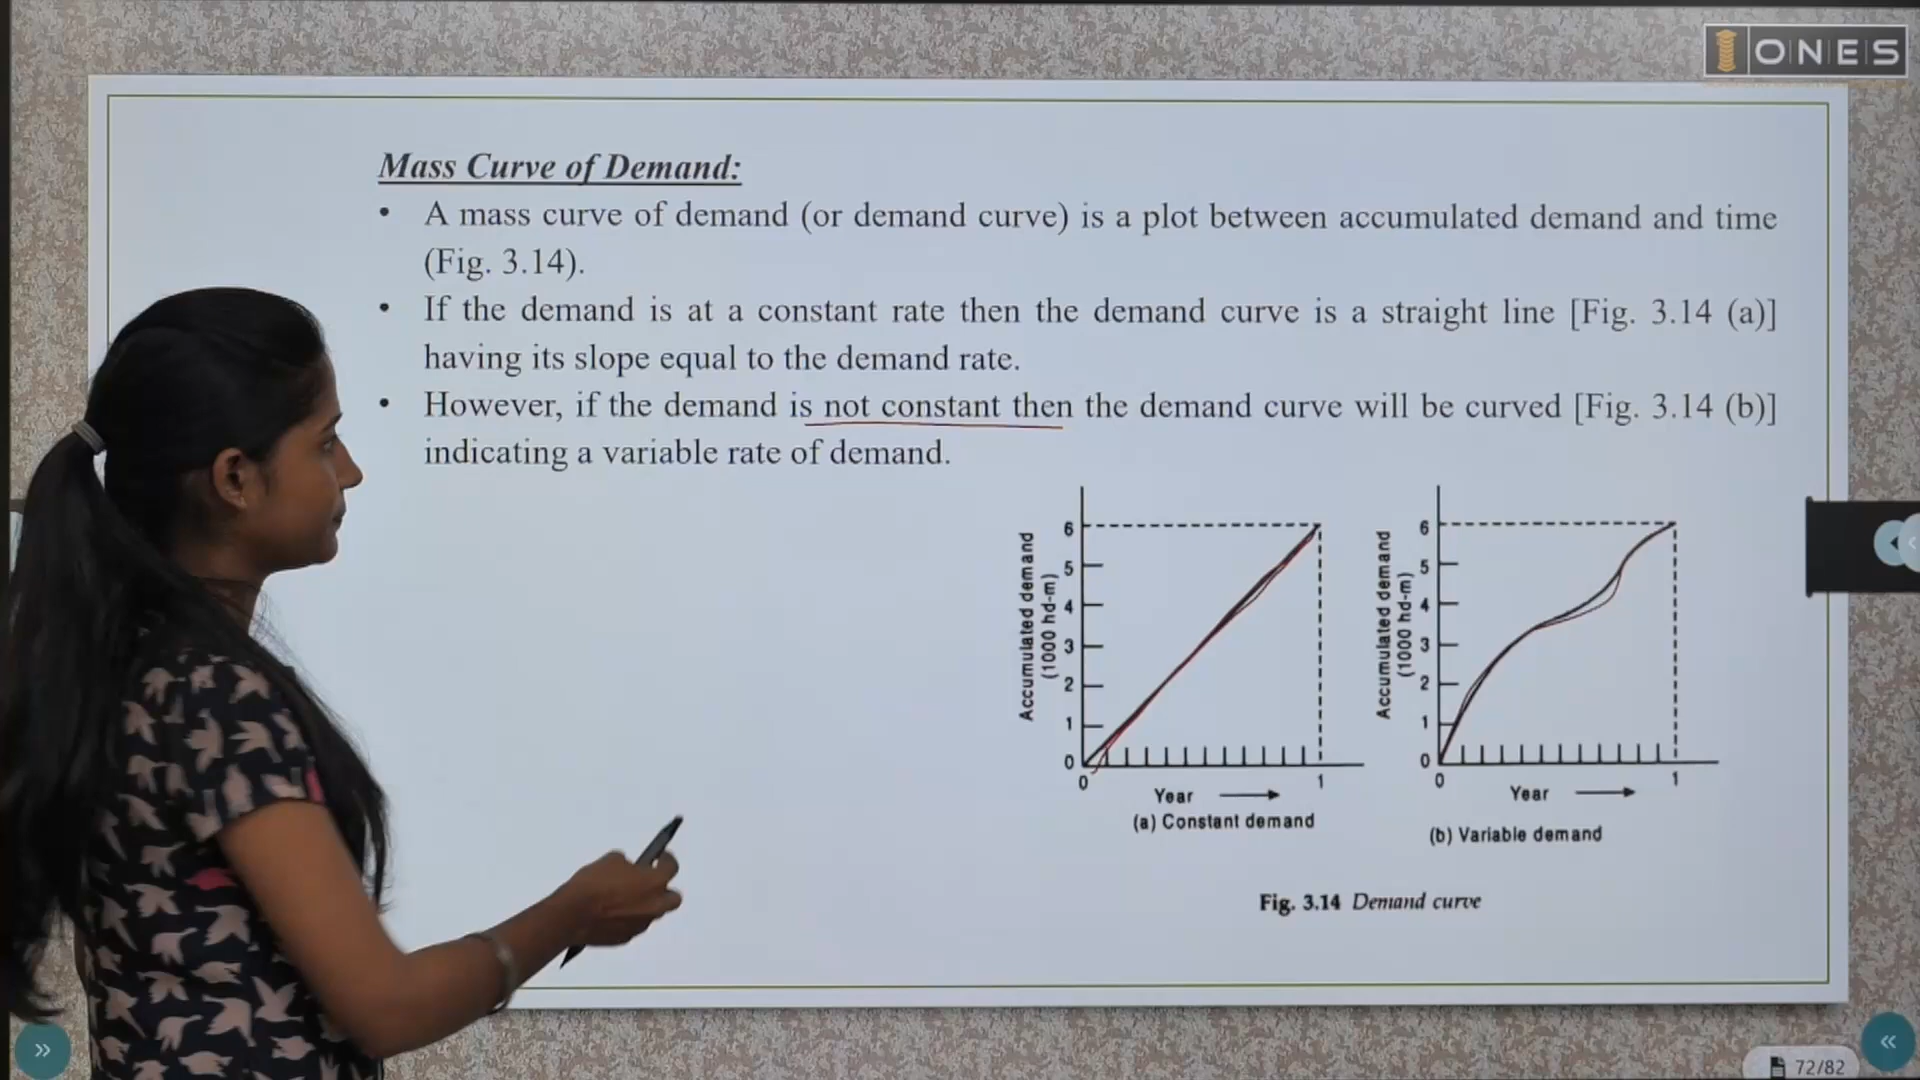 ONES
Mass Curve of Demand:
• A mass curve of demand (or demand curve) is a plot between accumulated demand and time
(Fig. 3.14).
• If the demand is at a constant rate then the demand curve is a straight line [Fig. 3.14 (a)]
having its slope equal to the demand rate.
• However, if the demand is not constant then the demand curve will be curved [Fig. 3.14 (b)]
indicating a variable rate of demand.
Accumulated demand
(1000 hd-m)
6
5
4
3
2
1
0
0
1
Year
(a) Constant demand
Accumulated demand
(1000 hd-m)
6
5
4
3
2
1
0
0
1
Year
(b) Variable demand
Fig. 3.14 Demand curve
72/82